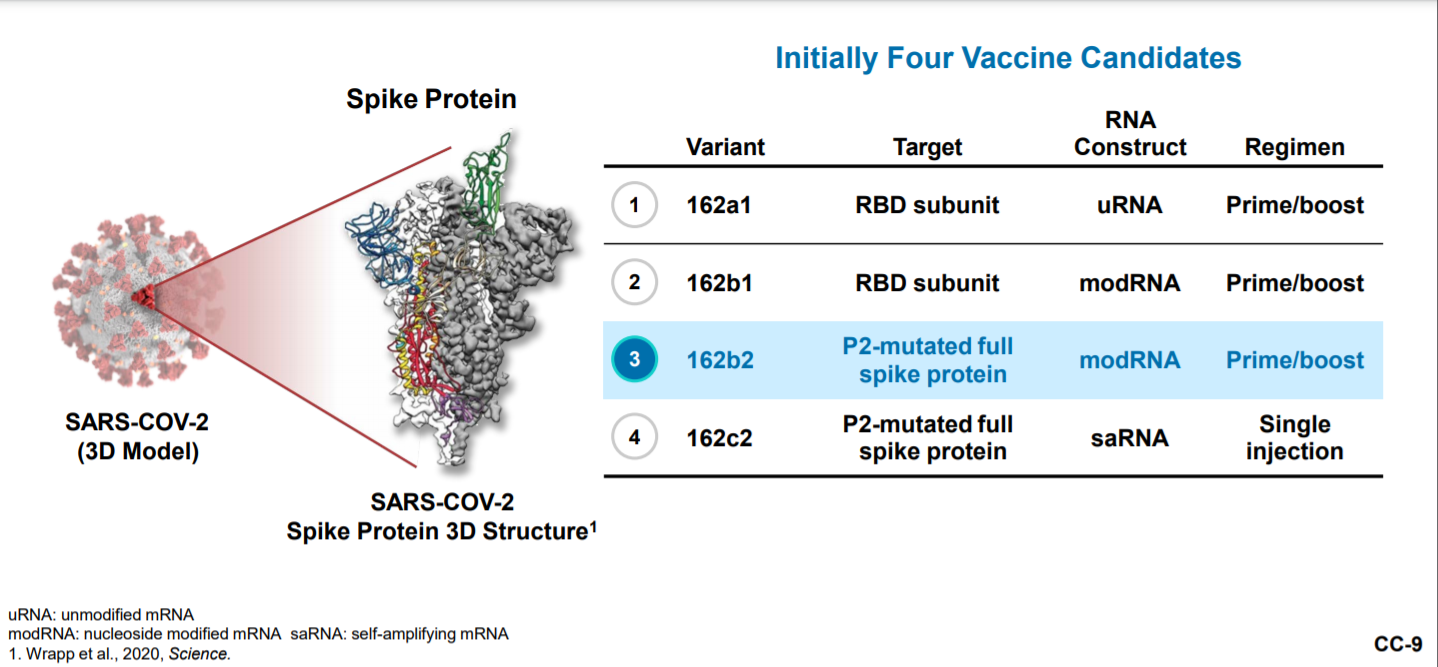 Initially Four Vaccine Candidates
Spike Protein
SARS-COV-2
(3D Model)
SARS-COV-2
Spike Protein 3D Structure1
RNA
Variant Target Construct Regimen
1 162a1 RBD subunit uRNA Prime/boost
2 162b1 RBD subunit modRNA Prime/boost
P2-mutated full
3 162b2 modRNA Prime/boost
spike protein
P2-mutated full Single
4 162c2 saRNA
spike protein injection
uRNA: unmodified mRNA
modRNA: nucleoside modified mRNA saRNA: self-amplifying mRNA
1. Wrapp et al., 2020, Science.
CC-9